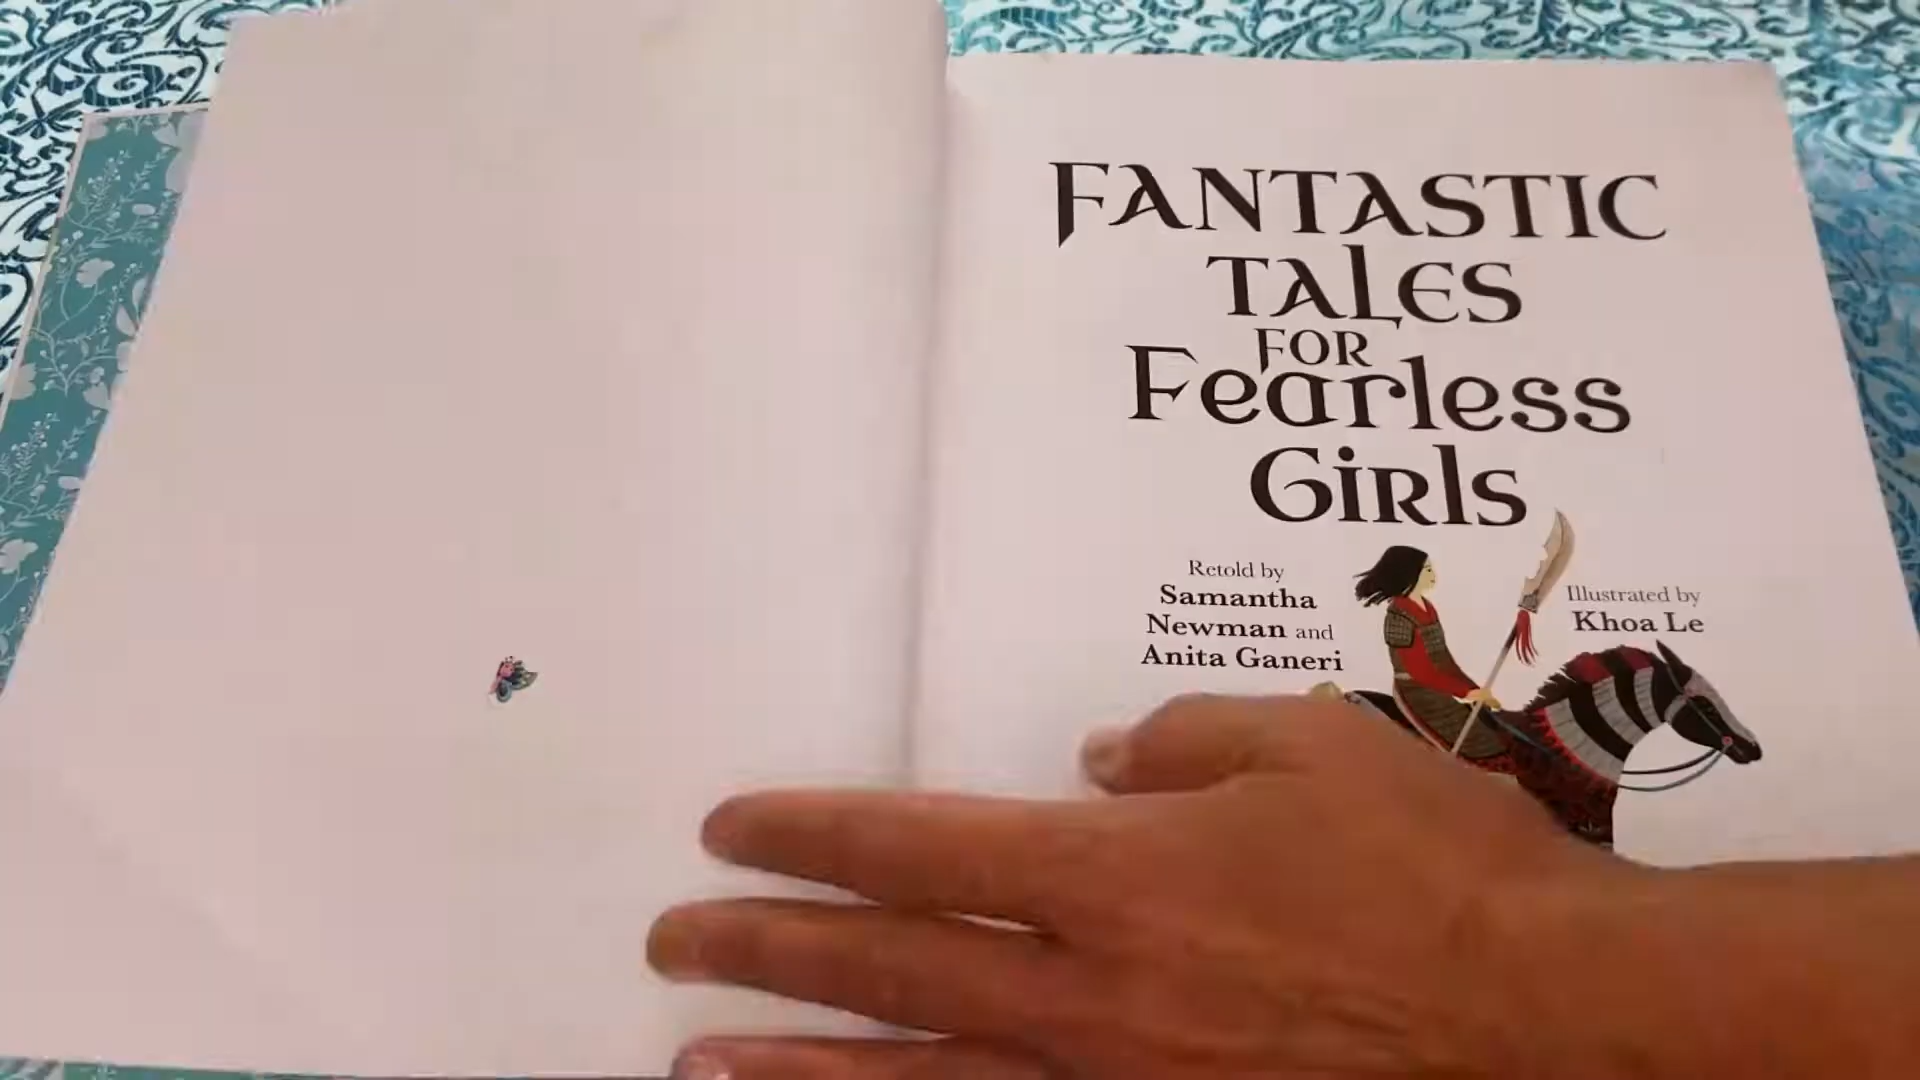 FANTASTIC
TALES
FOR
Fearless
Girls
Retold by
Samantha
Newman and
Anita Ganeri
Illustrated by
Khoa Le